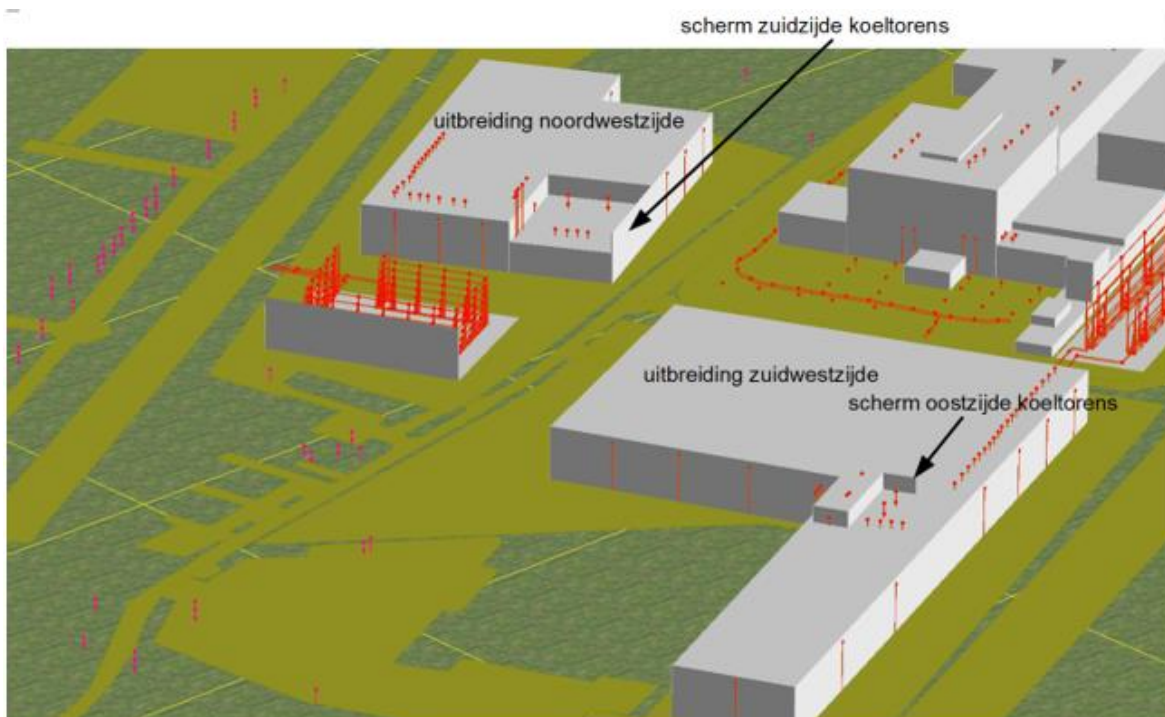 scherm zuidzijde koeltorens
uitbreiding noordwestzijde
uitbreiding zuidwestzijde
scherm oostzijde koeltorens